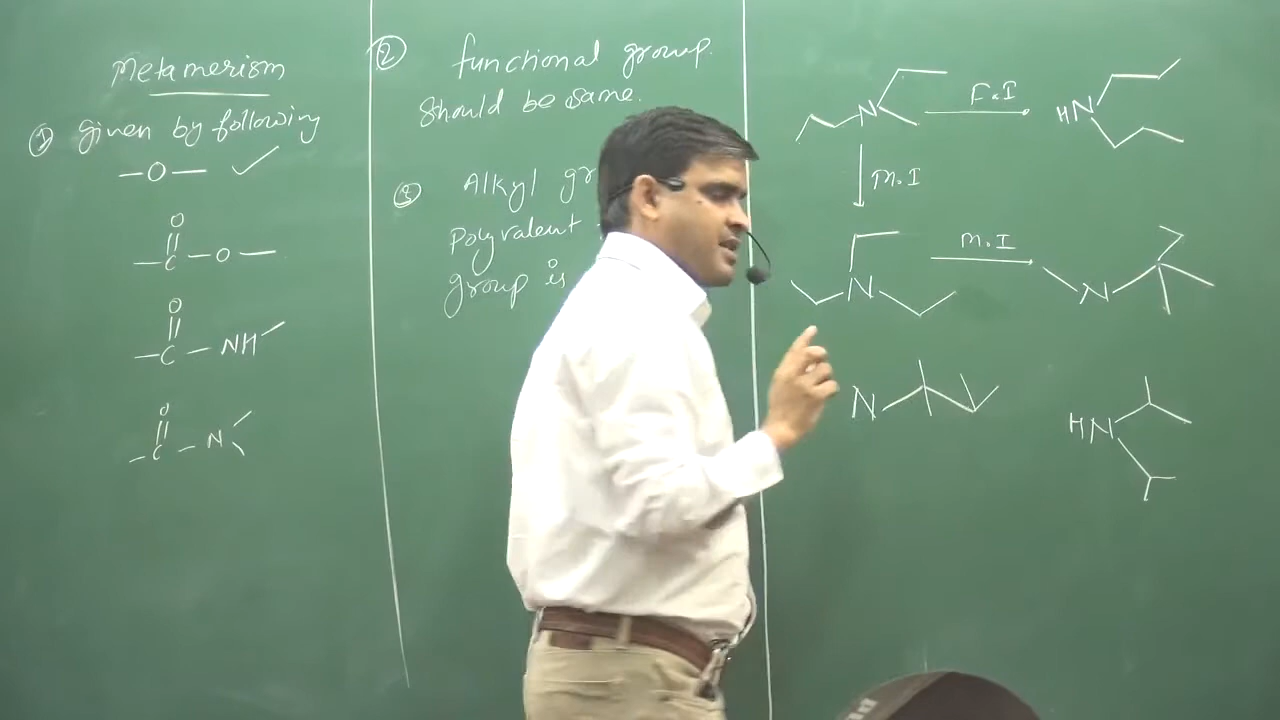 Metamerism
① Given by following
-O- ✓
O
-C-O-
O
-C-NH
O
-C-N
② functional group.
Should be same.
③ Alkyl gr
Polyvalent
group is
N
F.I
HN
M.I
N
M.I
N
N
HN